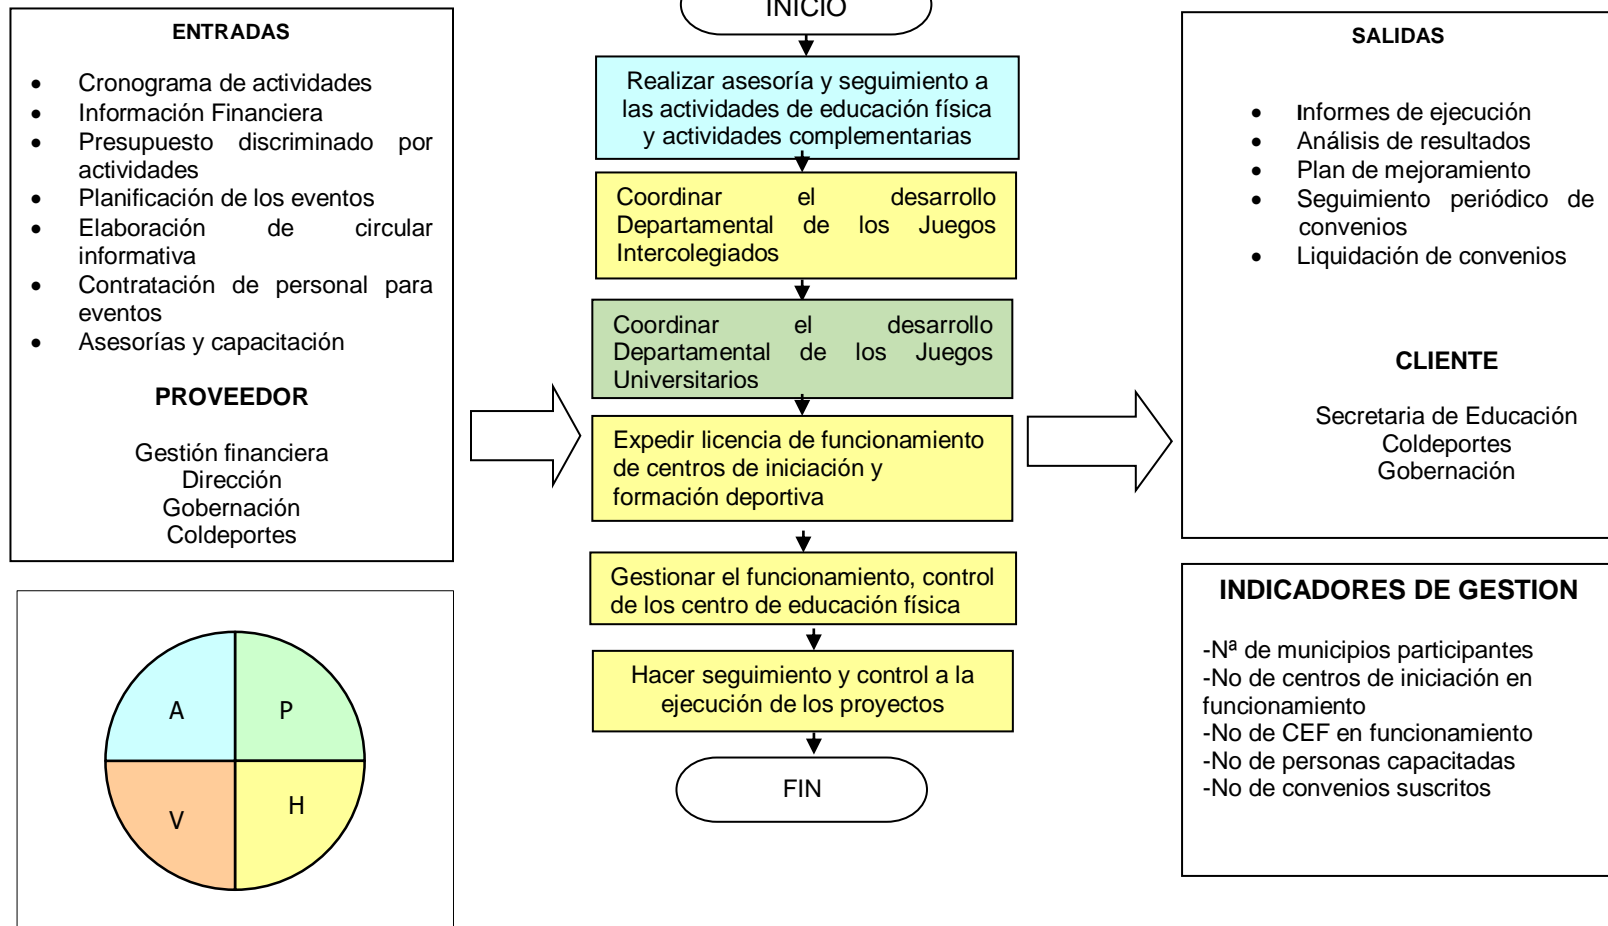 ENTRADAS
• Cronograma de actividades
• Información Financiera
• Presupuesto discriminado por
actividades
• Planificación de los eventos
• Elaboración de circular
informativa
• Contratación de personal para
eventos
• Asesorías y capacitación
PROVEEDOR
Gestión financiera
Dirección
Gobernación
Coldeportes
A
P
V
H
INICIO
Realizar asesoría y seguimiento a
las actividades de educación física
y actividades complementarias
Coordinar el desarrollo
Departamental de los Juegos
Intercolegiados
Coordinar el desarrollo
Departamental de los Juegos
Universitarios
Expedir licencia de funcionamiento
de centros de iniciación y
formación deportiva
Gestionar el funcionamiento, control
de los centro de educación física
Hacer seguimiento y control a la
ejecución de los proyectos
FIN
SALIDAS
• Informes de ejecución
• Análisis de resultados
• Plan de mejoramiento
• Seguimiento periódico de
convenios
• Liquidación de convenios
CLIENTE
Secretaria de Educación
Coldeportes
Gobernación
INDICADORES DE GESTION
-Nª de municipios participantes
-No de centros de iniciación en
funcionamiento
-No de CEF en funcionamiento
-No de personas capacitadas
-No de convenios suscritos